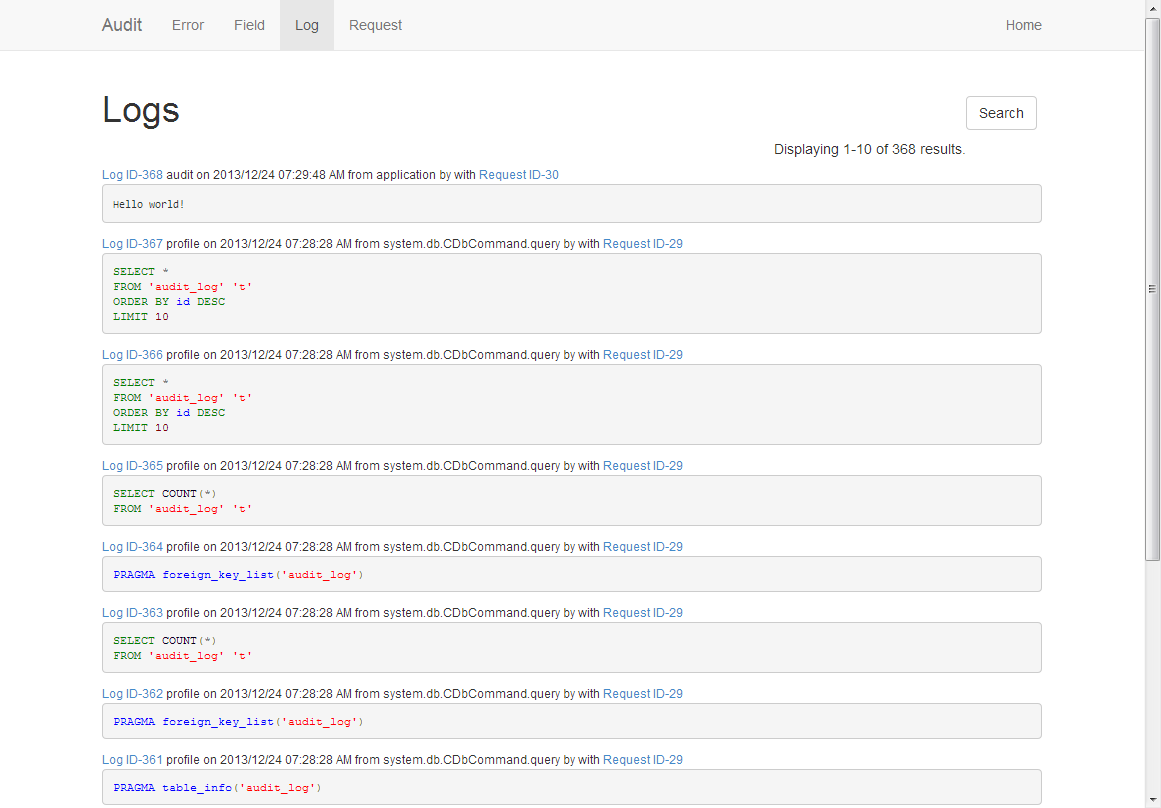 Audit Error Field Log Request Home
Logs
Search
Displaying 1-10 of 368 results.
Log ID-368 audit on 2013/12/24 07:29:48 AM from application by with Request ID-30
Hello world!
Log ID-367 profile on 2013/12/24 07:28:28 AM from system.db.CDbCommand.query by with Request ID-29
SELECT *
FROM 'audit_log' 't'
ORDER BY id DESC
LIMIT 10
Log ID-366 profile on 2013/12/24 07:28:28 AM from system.db.CDbCommand.query by with Request ID-29
SELECT *
FROM 'audit_log' 't'
ORDER BY id DESC
LIMIT 10
Log ID-365 profile on 2013/12/24 07:28:28 AM from system.db.CDbCommand.query by with Request ID-29
SELECT COUNT(*)
FROM 'audit_log' 't'
Log ID-364 profile on 2013/12/24 07:28:28 AM from system.db.CDbCommand.query by with Request ID-29
PRAGMA foreign_key_list('audit_log')
Log ID-363 profile on 2013/12/24 07:28:28 AM from system.db.CDbCommand.query by with Request ID-29
SELECT COUNT(*)
FROM 'audit_log' 't'
Log ID-362 profile on 2013/12/24 07:28:28 AM from system.db.CDbCommand.query by with Request ID-29
PRAGMA foreign_key_list('audit_log')
Log ID-361 profile on 2013/12/24 07:28:28 AM from system.db.CDbCommand.query by with Request ID-29
PRAGMA table_info('audit_log')